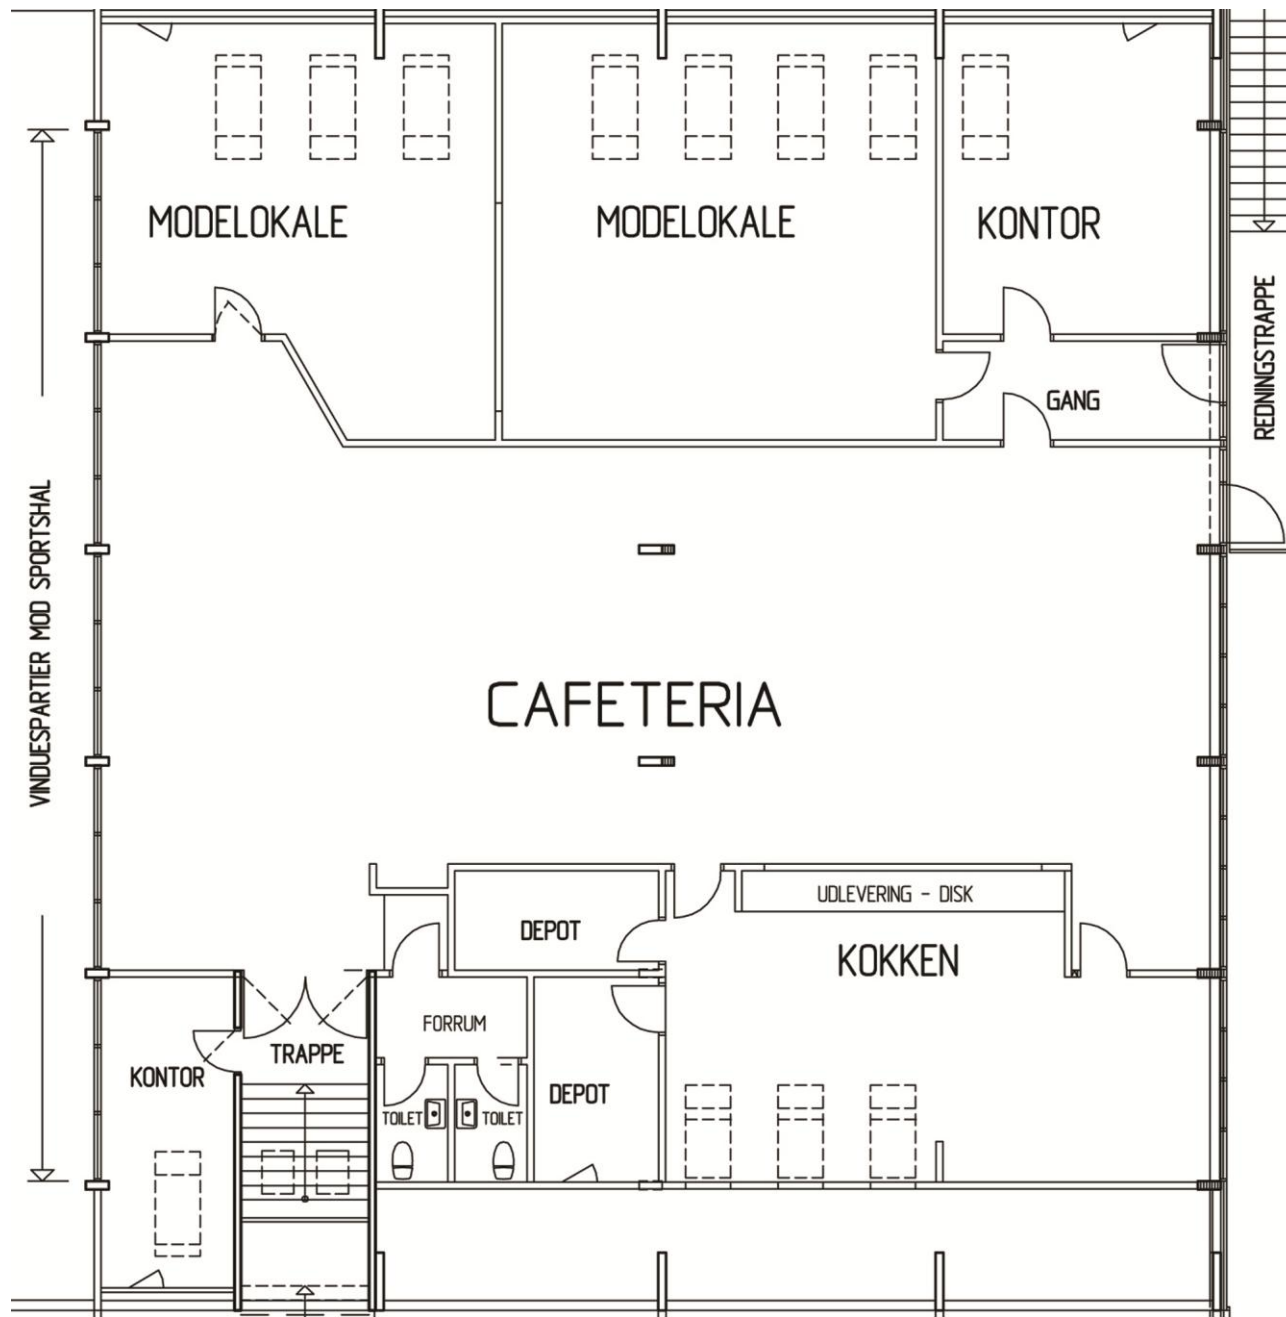 MODELOKALE
MODELOKALE
KONTOR
REDNINGSTRAPPE
GANG
VINDUESPARTIER MOD SPORTSHAL
CAFETERIA
UDLEVERING - DISK
DEPOT
KOKKEN
FORRUM
TRAPPE
KONTOR
DEPOT
TOILET
TOILET